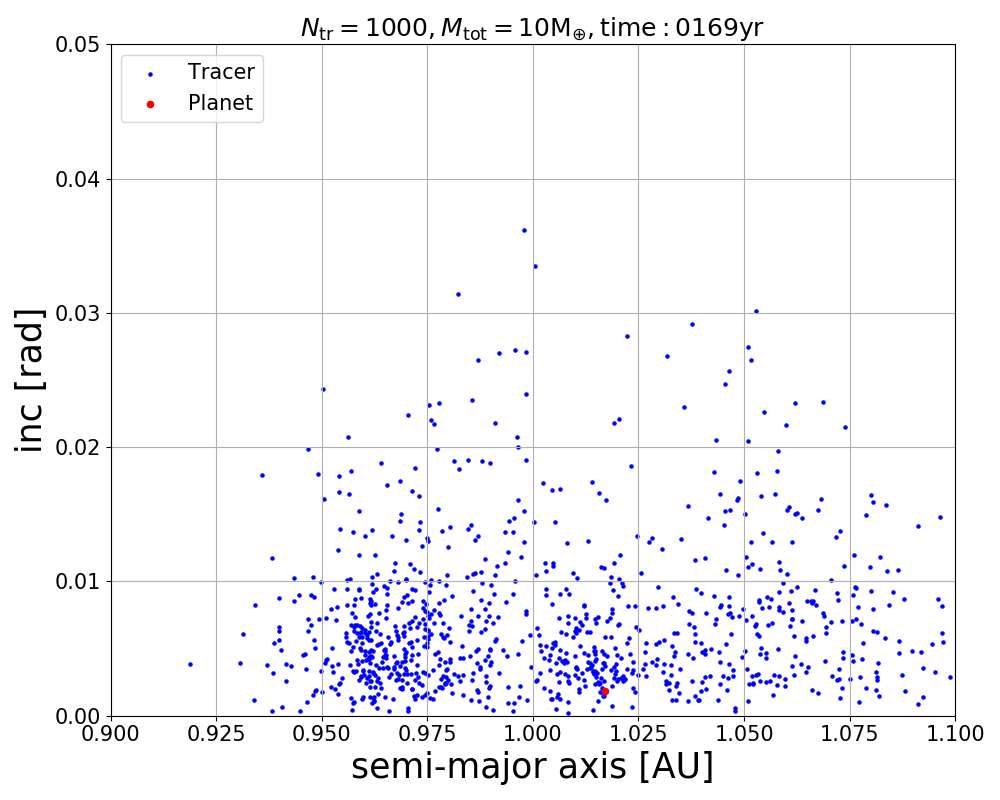 N_tr = 1000, M_tot = 10M_⊕, time : 0169yr
0.05
Tracer
Planet
0.04
0.03
inc [rad]
0.02
0.01
0.00
0.900 0.925 0.950 0.975 1.000 1.025 1.050 1.075 1.100
semi-major axis [AU]